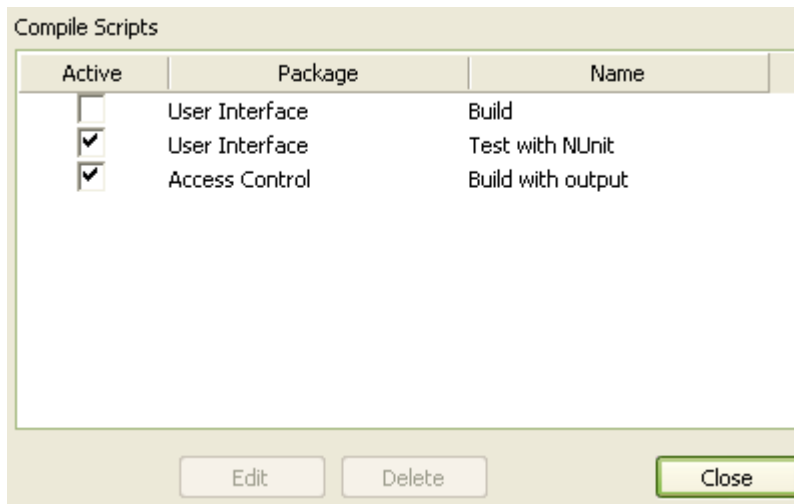 Compile Scripts
Active Package Name
User Interface Build
User Interface Test with NUnit
Access Control Build with output
Edit Delete Close